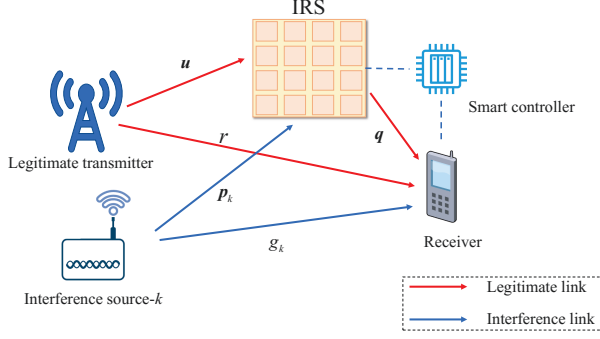 IRS
u
Smart controller
r
q
Legitimate transmitter
p_k
g_k
Receiver
Interference source-k
Legitimate link
Interference link